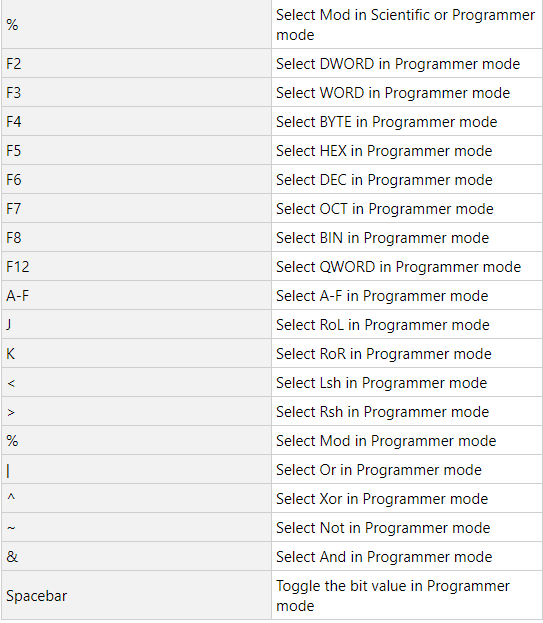 %
Select Mod in Scientific or Programmer
mode
F2
Select DWORD in Programmer mode
F3
Select WORD in Programmer mode
F4
Select BYTE in Programmer mode
F5
Select HEX in Programmer mode
F6
Select DEC in Programmer mode
F7
Select OCT in Programmer mode
F8
Select BIN in Programmer mode
F12
Select QWORD in Programmer mode
A-F
Select A-F in Programmer mode
J
Select RoL in Programmer mode
K
Select RoR in Programmer mode
<
Select Lsh in Programmer mode
>
Select Rsh in Programmer mode
%
Select Mod in Programmer mode
|
Select Or in Programmer mode
^
Select Xor in Programmer mode
~
Select Not in Programmer mode
&
Select And in Programmer mode
Spacebar
Toggle the bit value in Programmer
mode